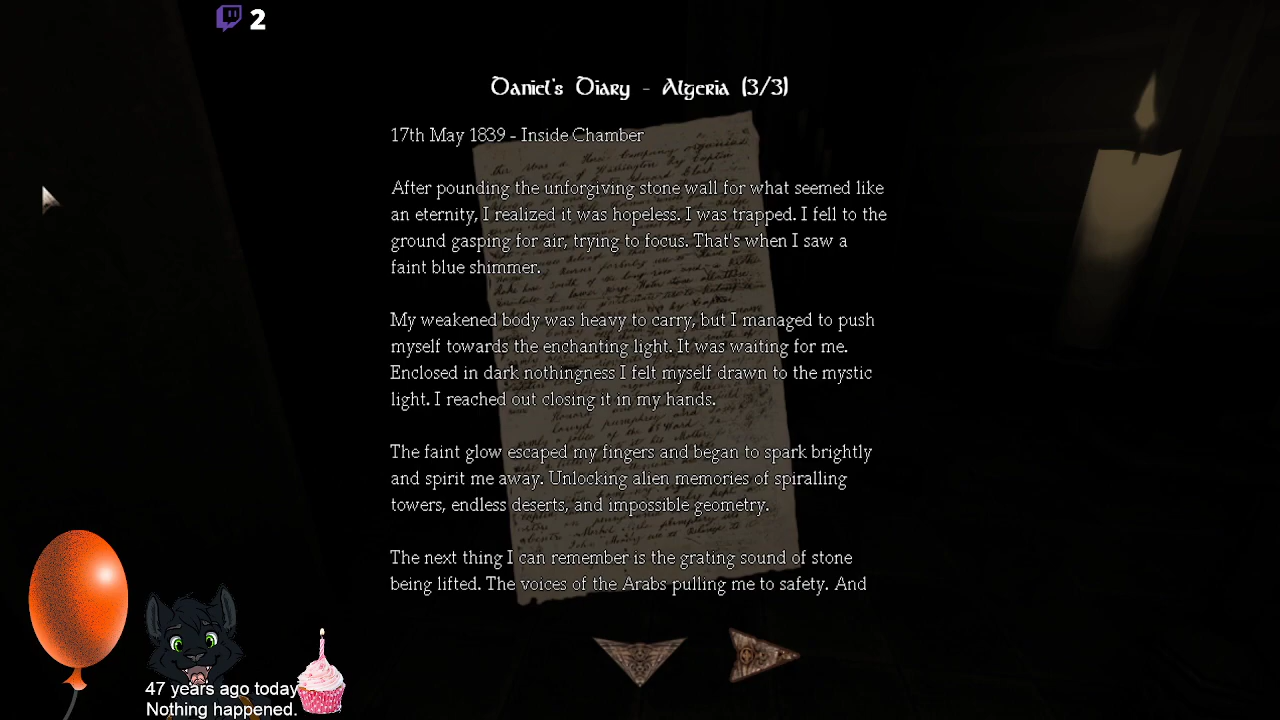 2
Daniel's Diary - Algeria (3/3)
17th May 1839 - Inside Chamber
After pounding the unforgiving stone wall for what seemed like
an eternity, I realized it was hopeless. I was trapped. I fell to the
ground gasping for air, trying to focus. That's when I saw a
faint blue shimmer.
My weakened body was heavy to carry, but I managed to push
myself towards the enchanting light. It was waiting for me.
Enclosed in dark nothingness I felt myself drawn to the mystic
light. I reached out closing it in my hands.
The faint glow escaped my fingers and began to spark brightly
and spirit me away. Unlocking alien memories of spiralling
towers, endless deserts, and impossible geometry.
The next thing I can remember is the grating sound of stone
being lifted. The voices of the Arabs pulling me to safety. And
47 years ago today
Nothing happened.